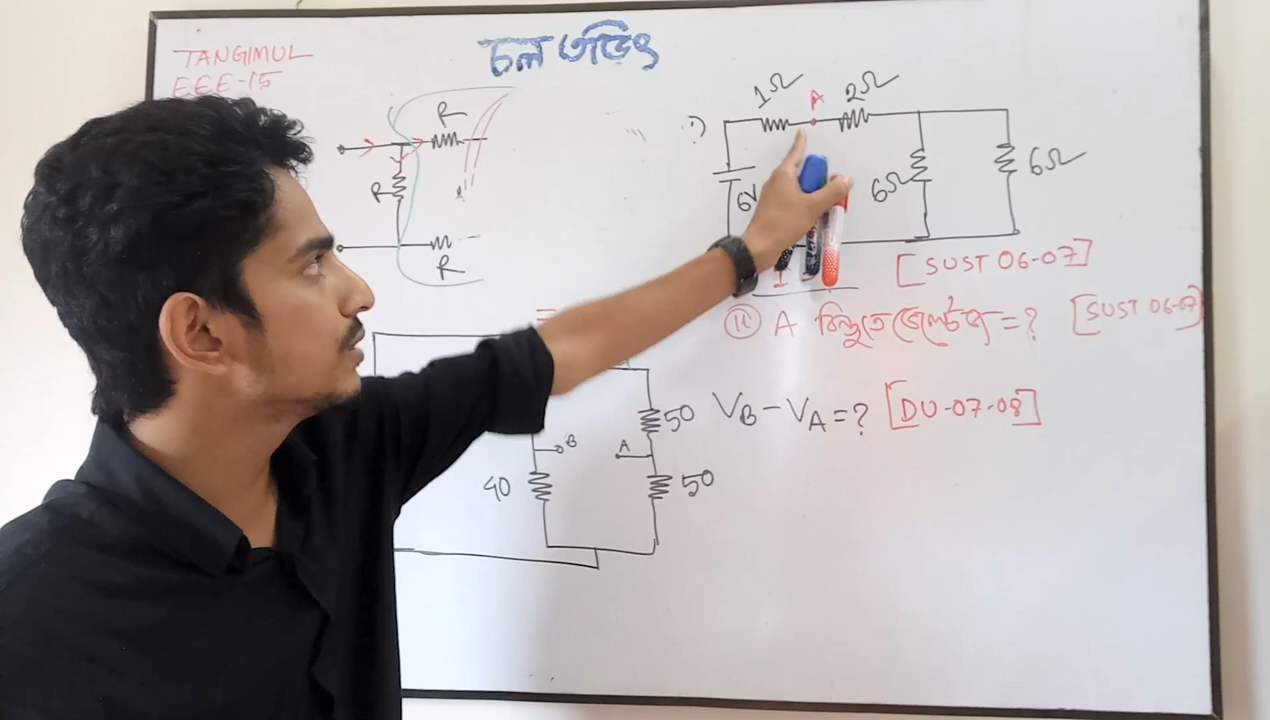 TANGIMUL
EEE-15
চল তড়িৎ
R
R
R
i)
1Ω
A
2Ω
6Ω
6Ω
[SUST 06-07]
(ii) A বিন্দুতে ভোল্টেজ =? [SUST 06-07]
VB - VA = ? [DU-07-08]
50
B
A
40
50